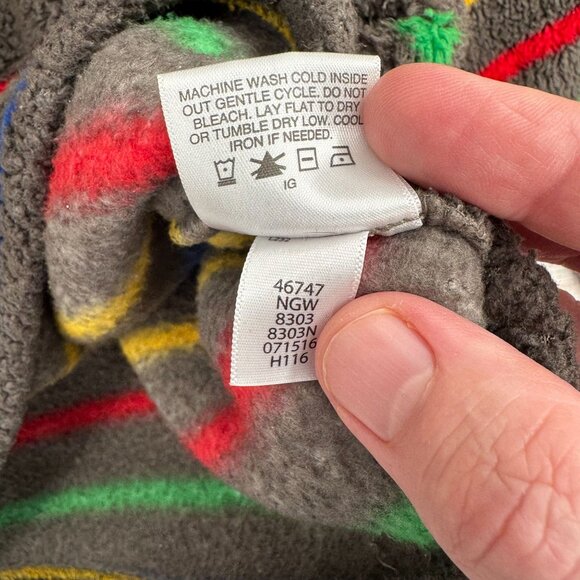 MACHINE WASH COLD INSIDE
OUT GENTLE CYCLE. DO NOT
BLEACH. LAY FLAT TO DRY
OR TUMBLE DRY LOW. COOL
IRON IF NEEDED.
IG
46747
NGW
8303
8303N
071516
H116